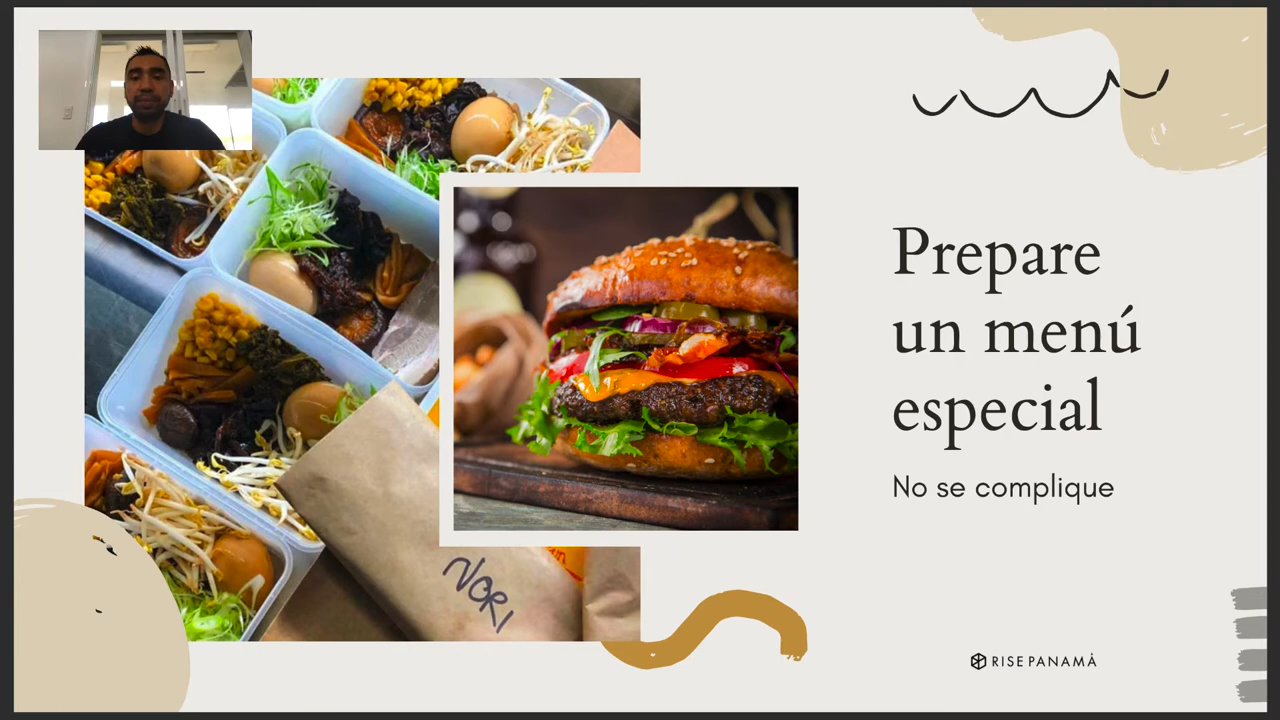 Prepare
un menú
especial
No se complique
NORI
RISE PANAMÁ